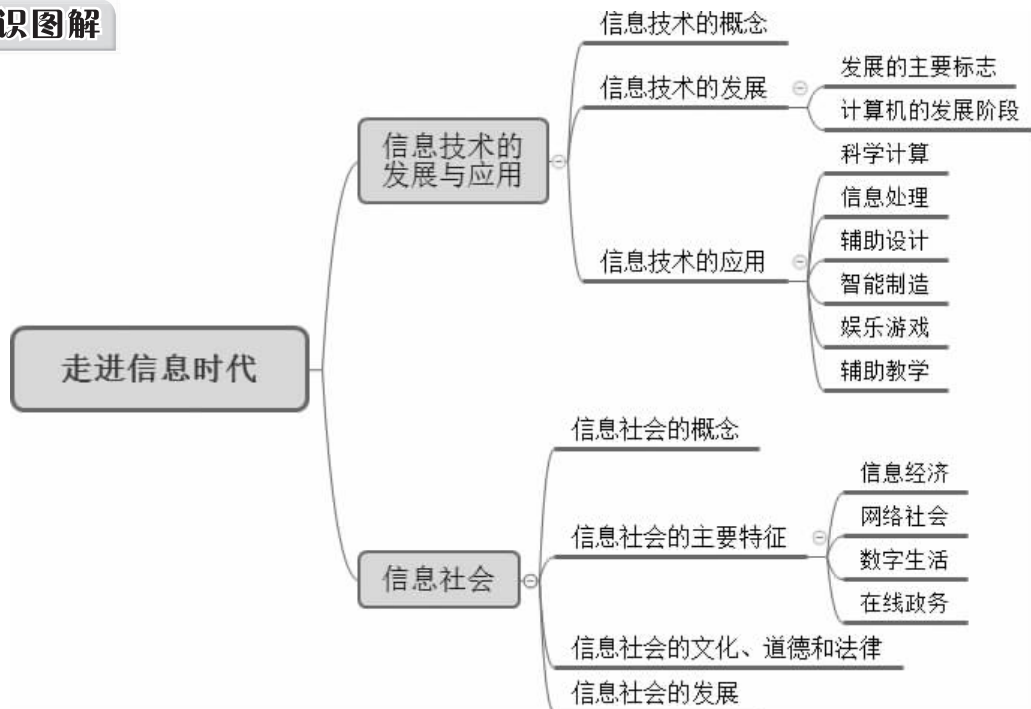 识图解
走进信息时代
信息技术的
发展与应用
信息技术的概念
信息技术的发展
发展的主要标志
计算机的发展阶段
信息技术的应用
科学计算
信息处理
辅助设计
智能制造
娱乐游戏
辅助教学
信息社会
信息社会的概念
信息社会的主要特征
信息经济
网络社会
数字生活
在线政务
信息社会的文化、道德和法律
信息社会的发展